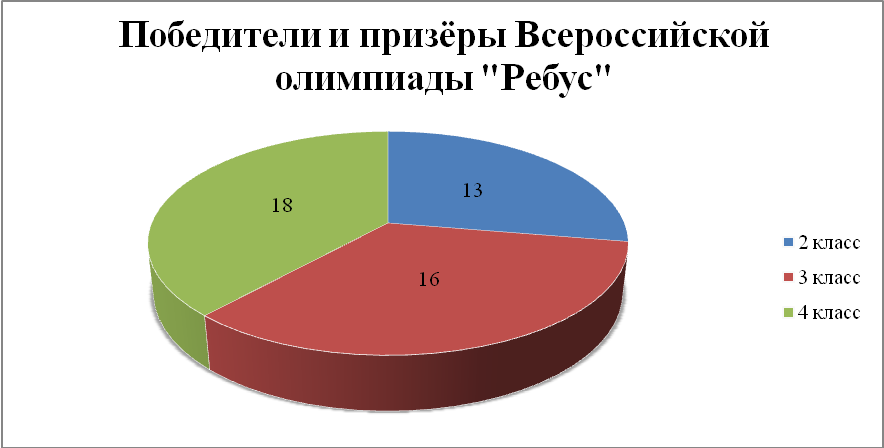 Победители и призёры Всероссийской
олимпиады "Ребус"
13
18
16
2 класс
3 класс
4 класс